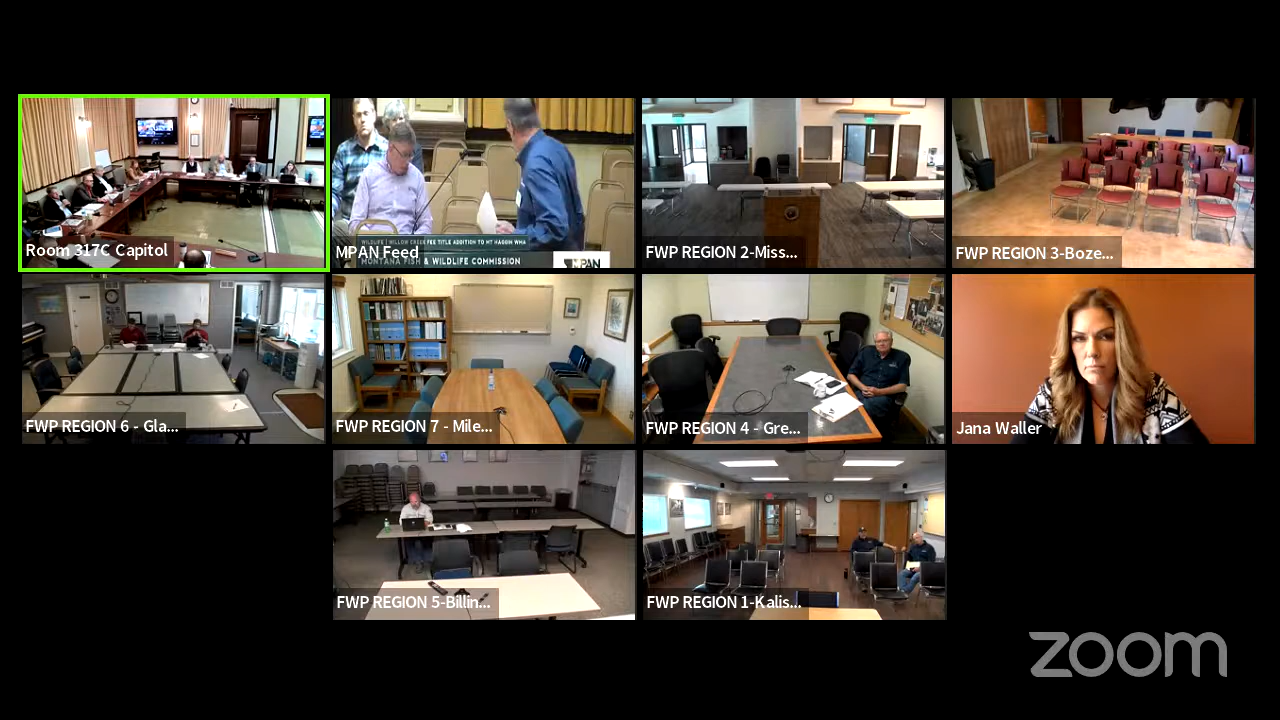 Room 317C Capitol
WILDLIFE | WILLOW CREEK FEE TITLE ADDITION TO MT HAGGIN WMA
MPAN Feed
MONTANA FISH & WILDLIFE COMMISSION
MPAN
FWP REGION 2-Miss...
FWP REGION 3-Boze...
FWP REGION 6 - Gla...
FWP REGION 7 - Mile...
FWP REGION 4 - Gre...
Jana Waller
FWP REGION 5-Billin...
FWP REGION 1-Kalis...
zoom